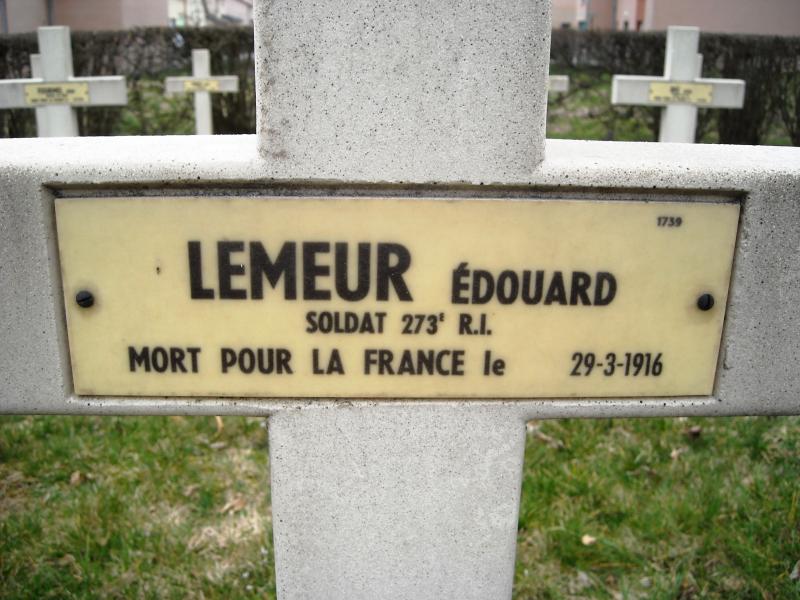 1739
LEMEUR ÉDOUARD
SOLDAT 273ᴱ R.I.
MORT POUR LA FRANCE le 29-3-1916